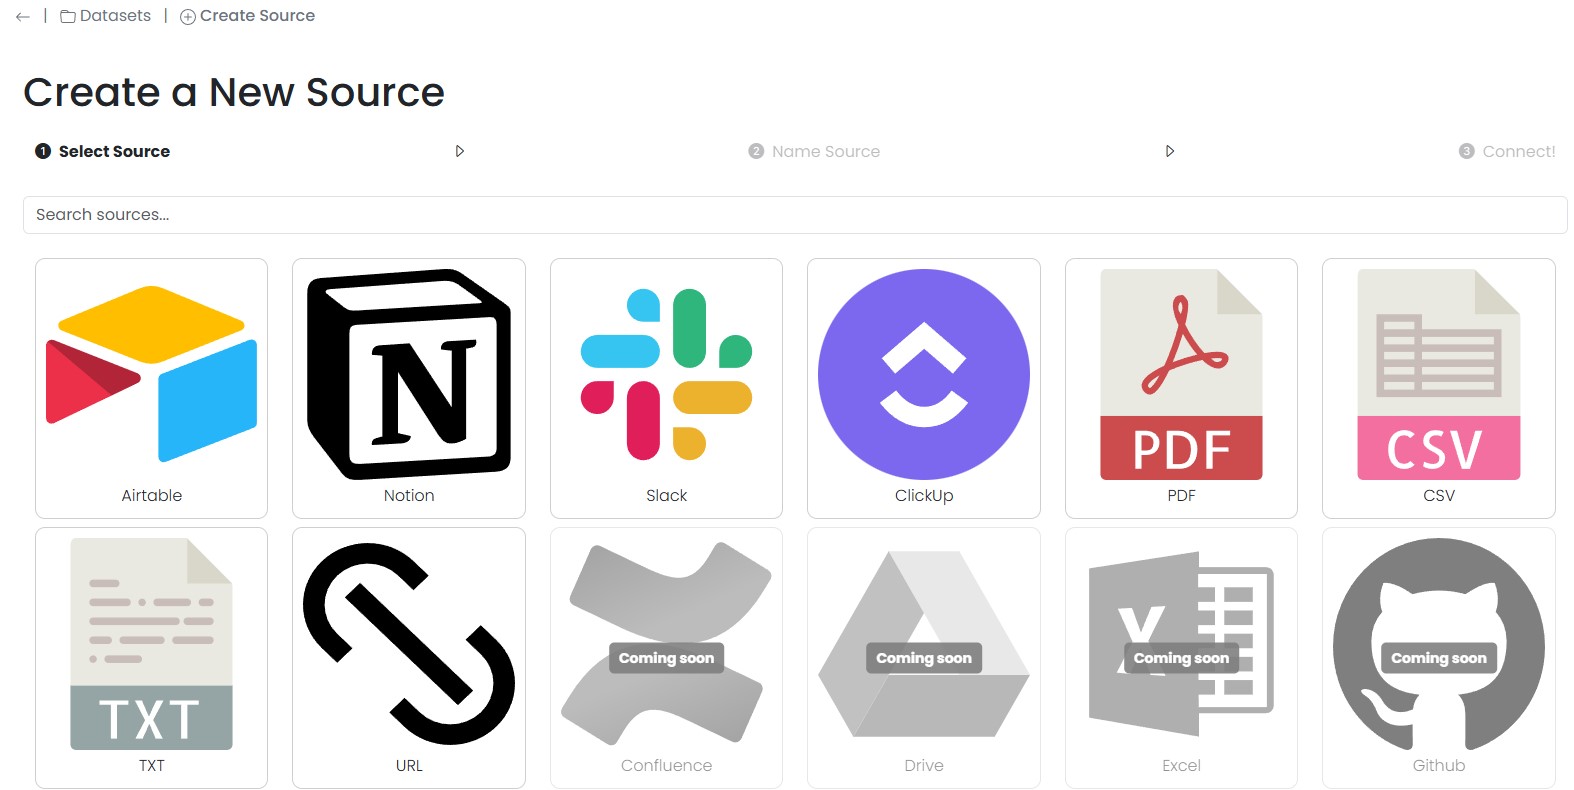 Datasets | Create Source
Create a New Source
1 Select Source
2 Name Source
3 Connect!
Search sources...
N
PDF
CSV
Airtable
Notion
Slack
ClickUp
PDF
CSV
TXT
X
Coming soon
Coming soon
Coming soon
Coming soon
TXT
URL
Confluence
Drive
Excel
Github